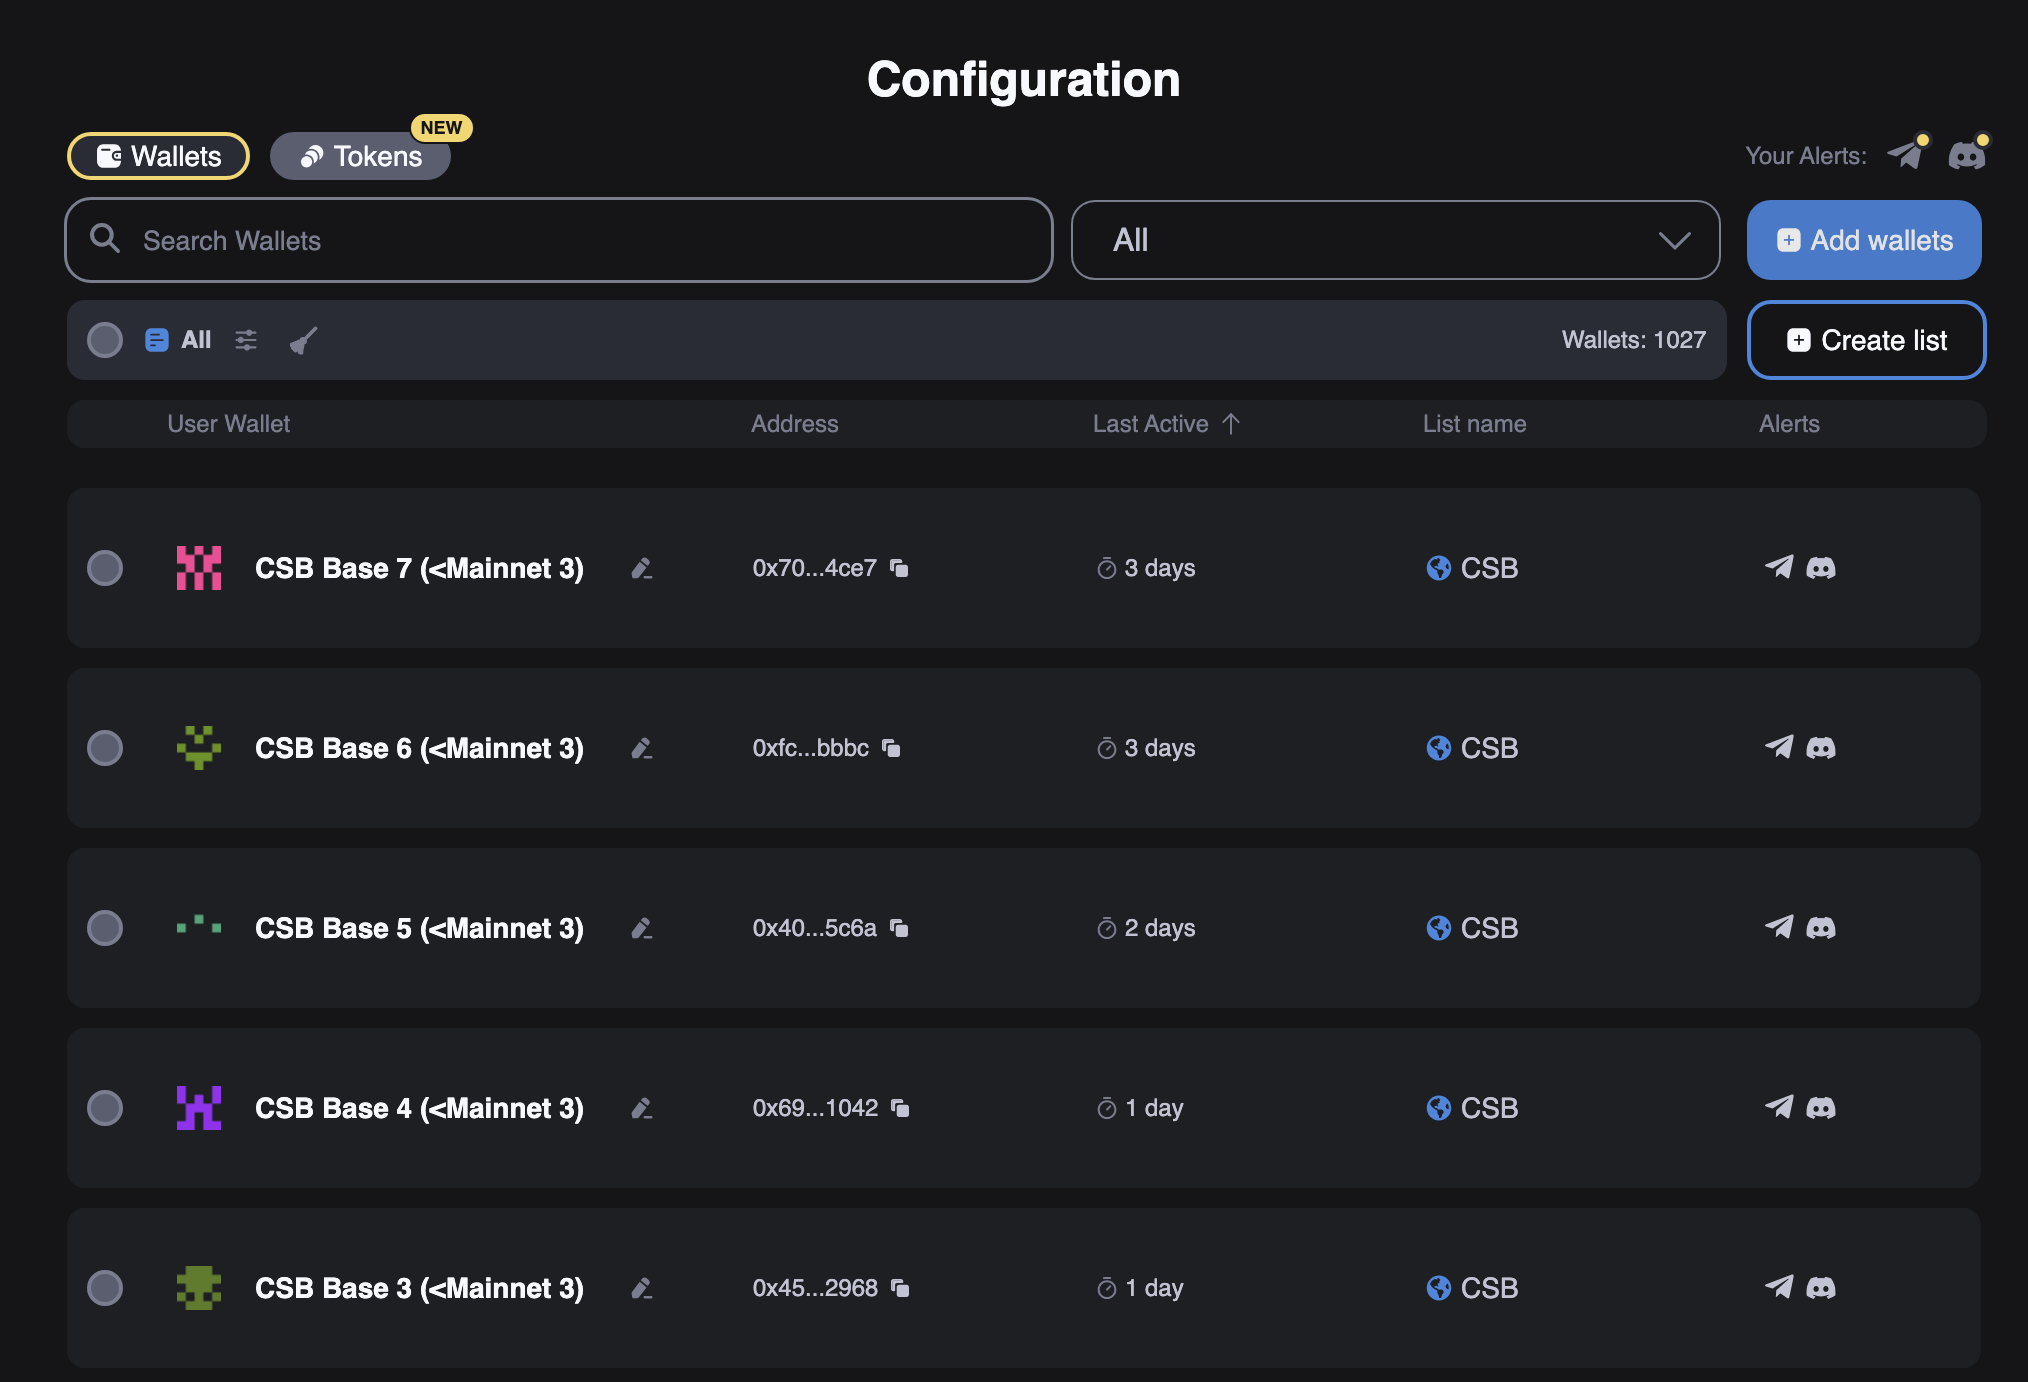 Configuration
Wallets
Tokens
NEW
Your Alerts:
Search Wallets
All
Add wallets
All
Wallets: 1027
Create list
User Wallet Address Last Active List name Alerts
CSB Base 7 (<Mainnet 3) 0x70...4ce7 3 days CSB
CSB Base 6 (<Mainnet 3) 0xfc...bbbc 3 days CSB
CSB Base 5 (<Mainnet 3) 0x40...5c6a 2 days CSB
CSB Base 4 (<Mainnet 3) 0x69...1042 1 day CSB
CSB Base 3 (<Mainnet 3) 0x45...2968 1 day CSB